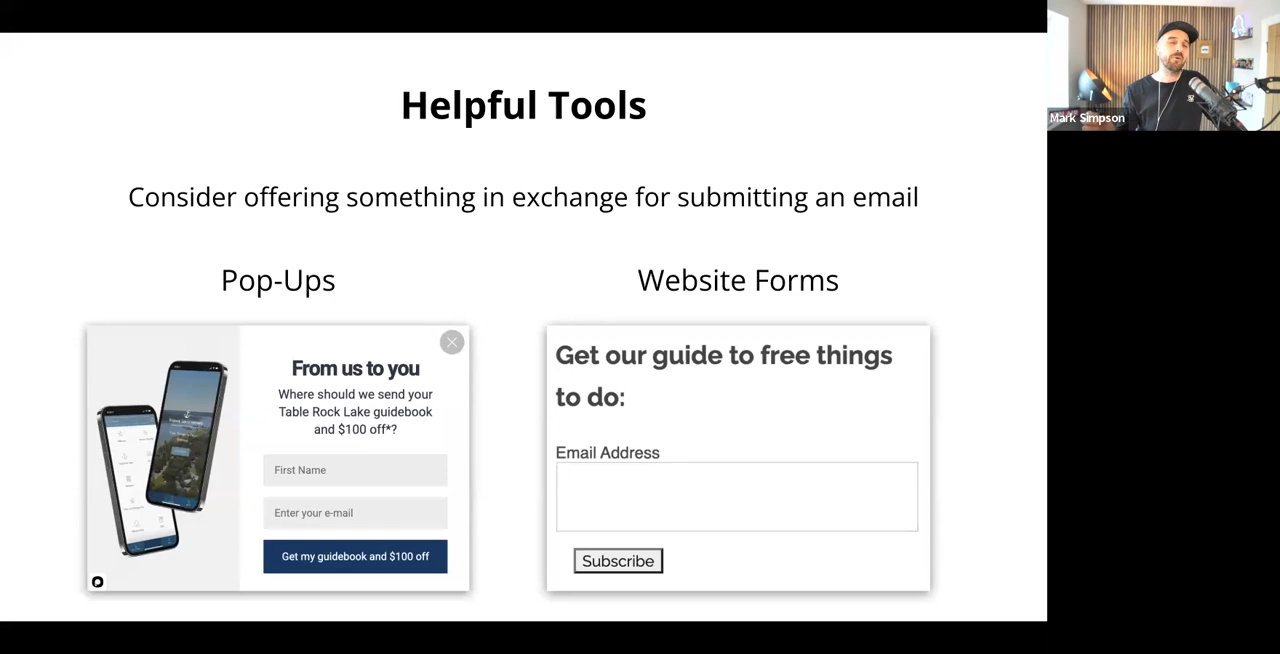 Helpful Tools
Mark Simpson
Consider offering something in exchange for submitting an email
Pop-Ups
Website Forms
From us to you
Where should we send your
Table Rock Lake guidebook
and $100 off*?
First Name
Enter your e-mail
Get my guidebook and $100 off
Get our guide to free things
to do:
Email Address
Subscribe